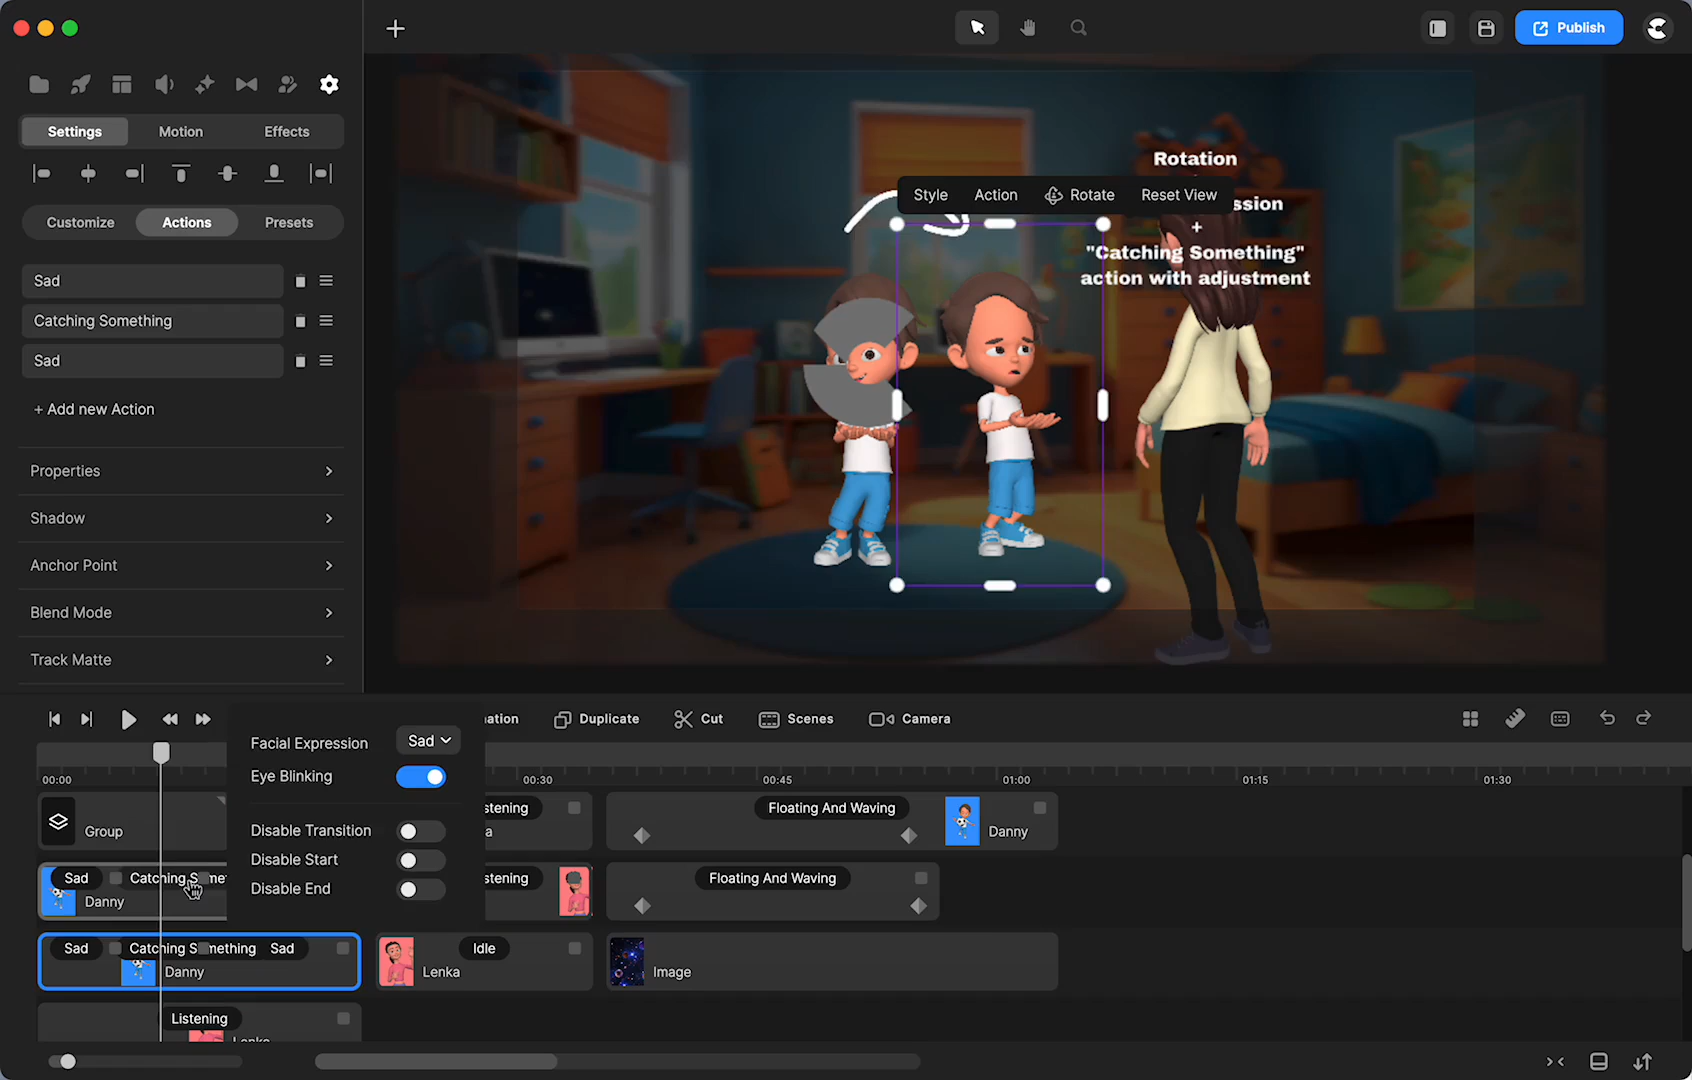 Publish
Settings
Motion
Effects
Customize
Actions
Presets
Sad
Catching Something
Sad
+ Add new Action
Properties
Shadow
Anchor Point
Blend Mode
Track Matte
Rotation
Style
Action
Rotate
Reset View
ssion
+
"Catching Something"
action with adjustment
ation
Duplicate
Cut
Scenes
Camera
Facial Expression
Sad
Eye Blinking
Disable Transition
Disable Start
Disable End
00:00
00:30
00:45
01:00
01:15
01:30
Group
stening
a
Floating And Waving
Danny
Sad
Catching Somet
Danny
stening
Floating And Waving
Sad
Catching Something
Sad
Danny
Idle
Lenka
Image
Listening
Lenka